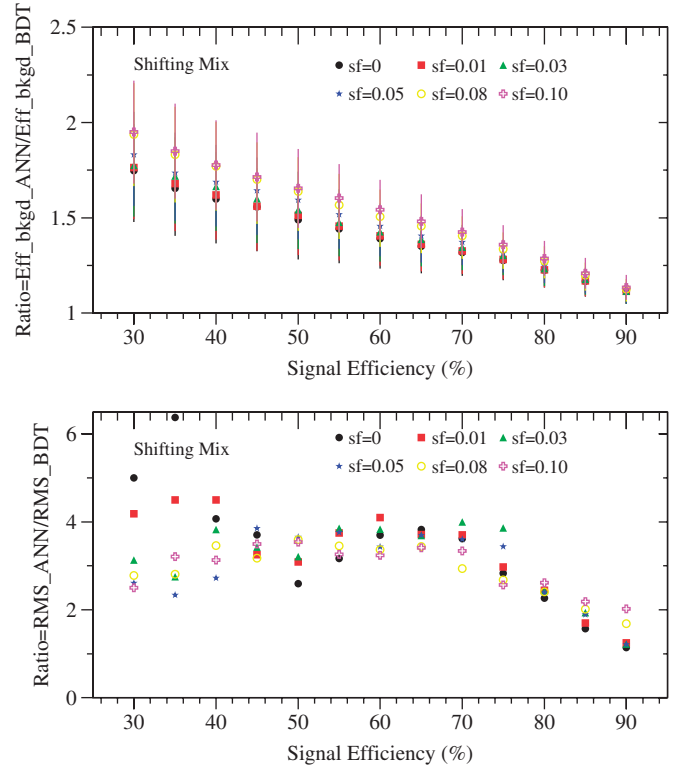 Ratio=Eff_bkgd_ANN/Eff_bkgd_BDT
2.5
2
1.5
1
Shifting Mix
sf=0 sf=0.01 sf=0.03
sf=0.05 sf=0.08 sf=0.10
30 40 50 60 70 80 90
Signal Efficiency (%)
Ratio=RMS_ANN/RMS_BDT
6
4
2
0
Shifting Mix
sf=0 sf=0.01 sf=0.03
sf=0.05 sf=0.08 sf=0.10
30 40 50 60 70 80 90
Signal Efficiency (%)